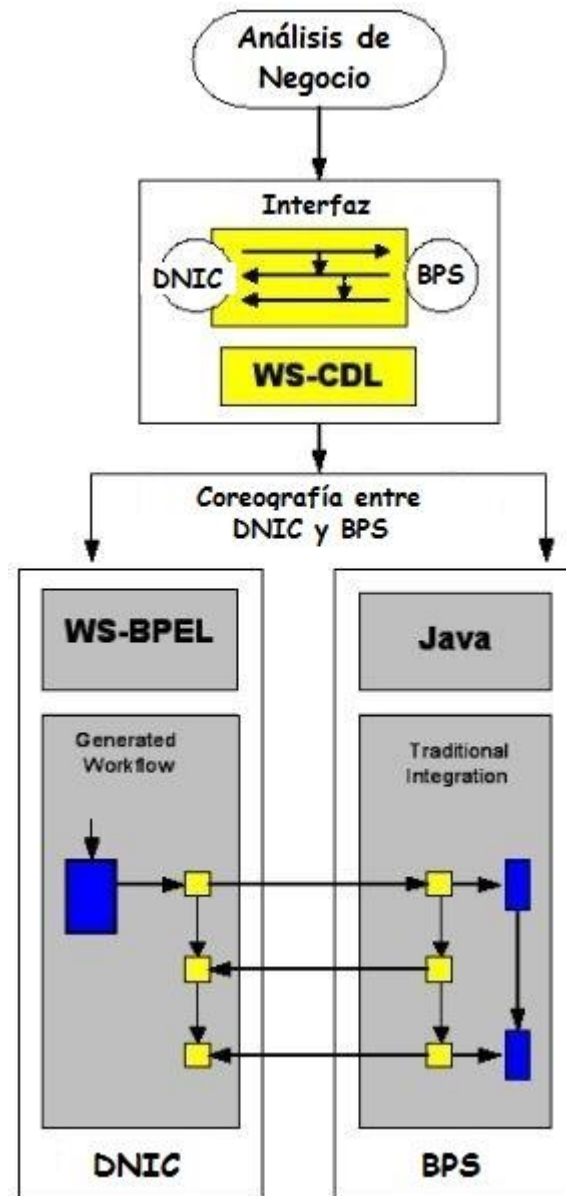 Análisis de
Negocio
Interfaz
DNIC
BPS
WS-CDL
Coreografía entre
DNIC y BPS
WS-BPEL
Generated
Workflow
DNIC
Java
Traditional
Integration
BPS